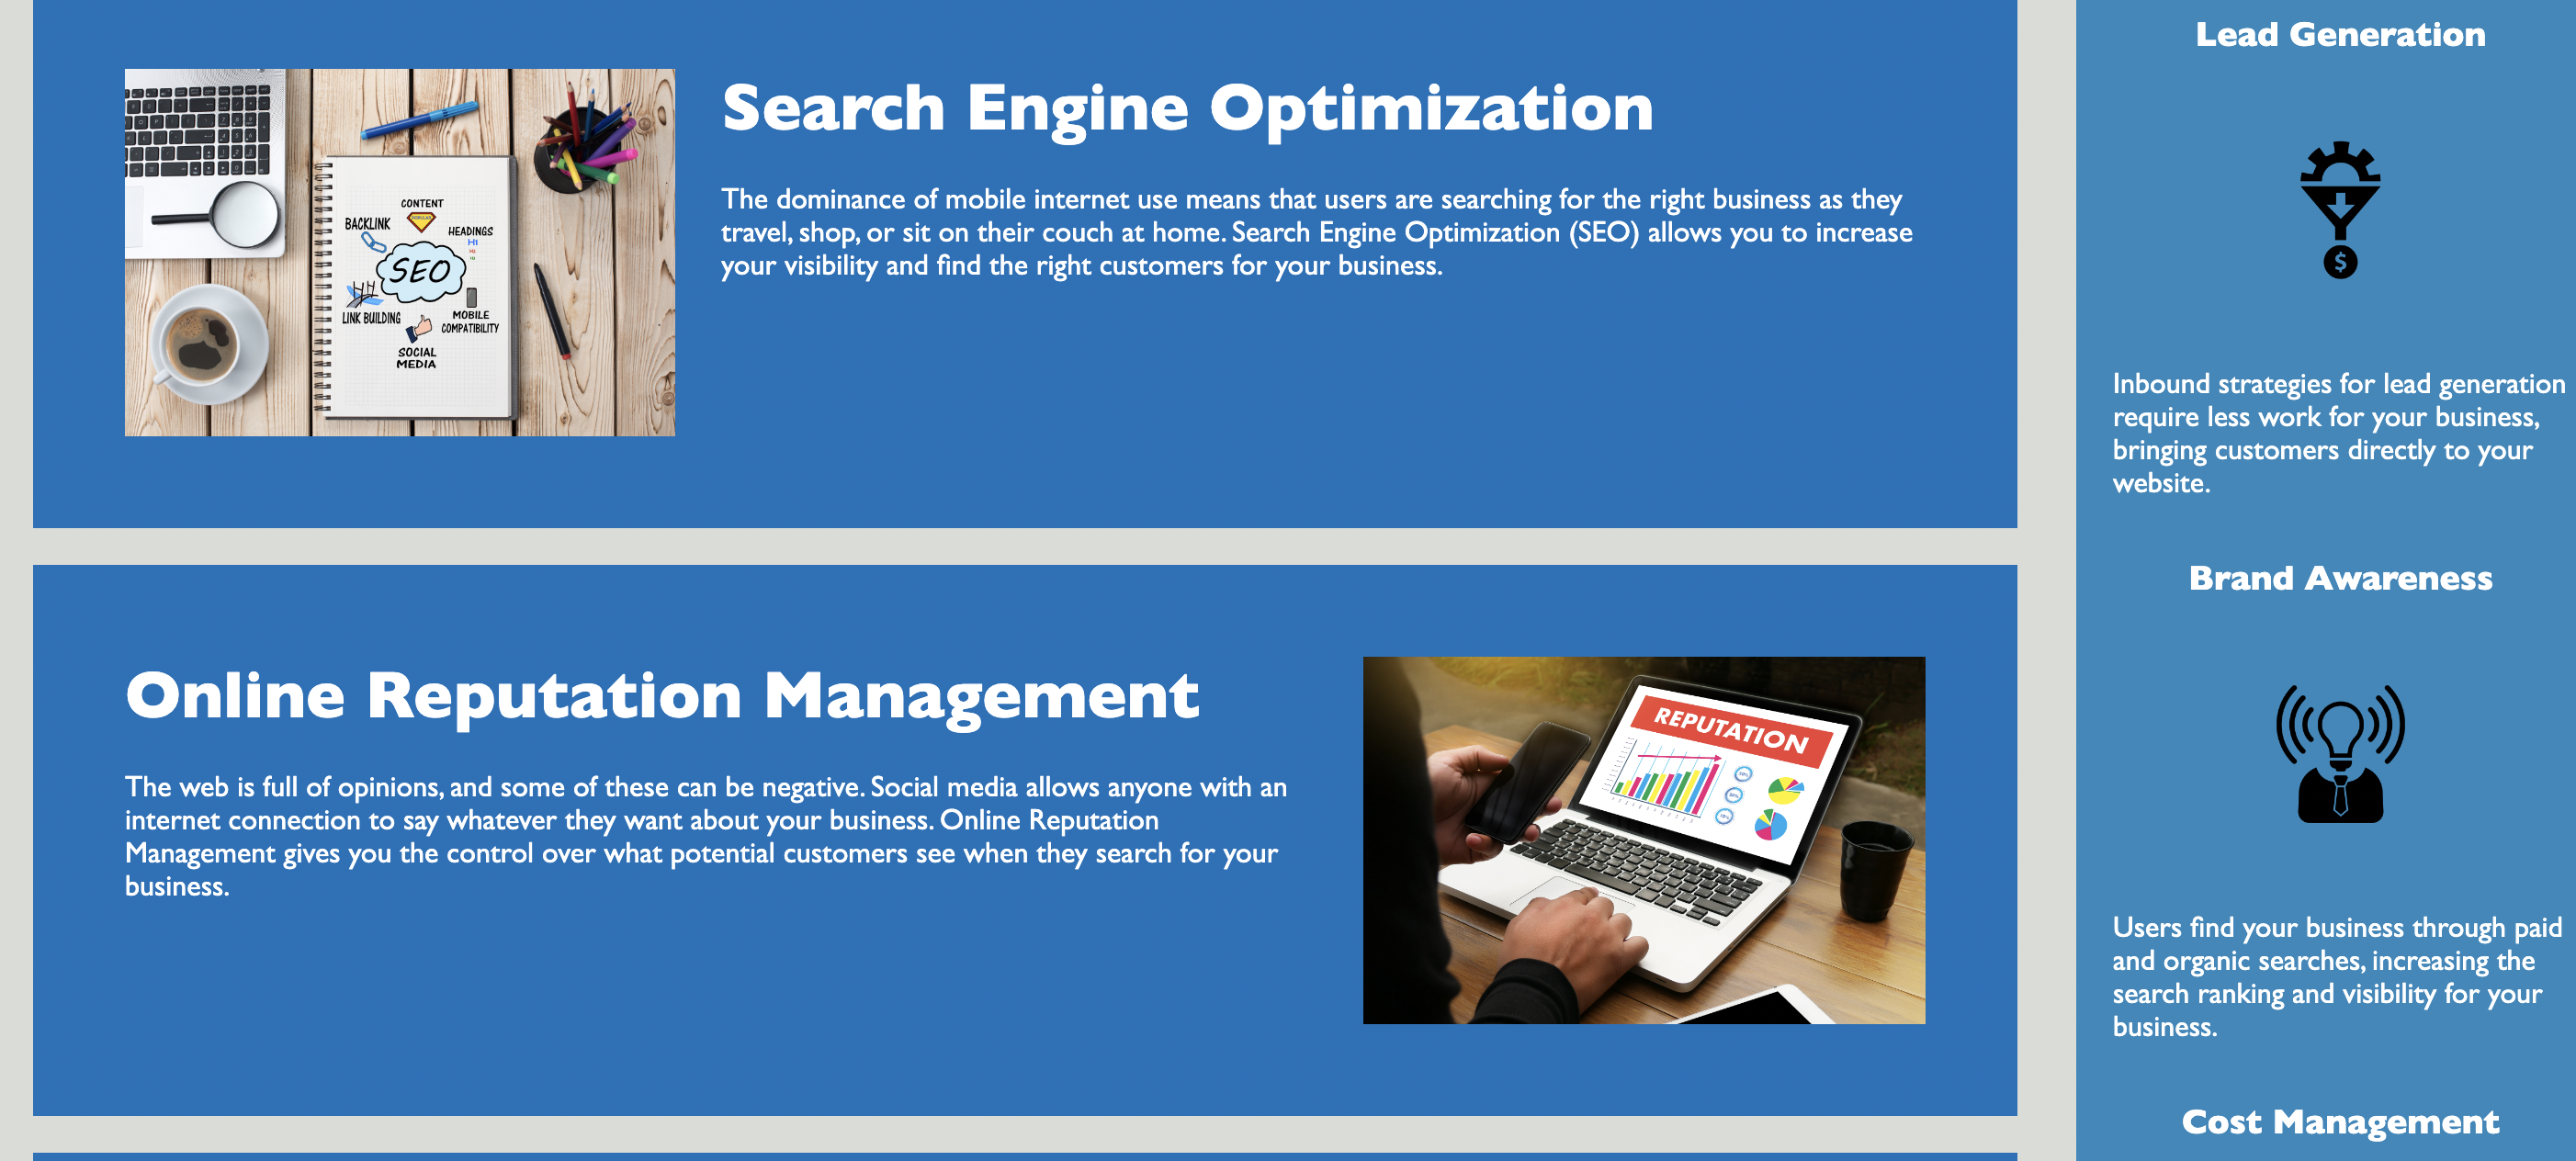 Search Engine Optimization
The dominance of mobile internet use means that users are searching for the right business as they
travel, shop, or sit on their couch at home. Search Engine Optimization (SEO) allows you to increase
your visibility and find the right customers for your business.
CONTENT
BACKLINK
HEADINGS
H1
SEO
LINK BUILDING
MOBILE
COMPATIBILITY
SOCIAL
MEDIA
Online Reputation Management
The web is full of opinions, and some of these can be negative. Social media allows anyone with an
internet connection to say whatever they want about your business. Online Reputation
Management gives you the control over what potential customers see when they search for your
business.
REPUTATION
Lead Generation
$
Inbound strategies for lead generation
require less work for your business,
bringing customers directly to your
website.
Brand Awareness
Users find your business through paid
and organic searches, increasing the
search ranking and visibility for your
business.
Cost Management